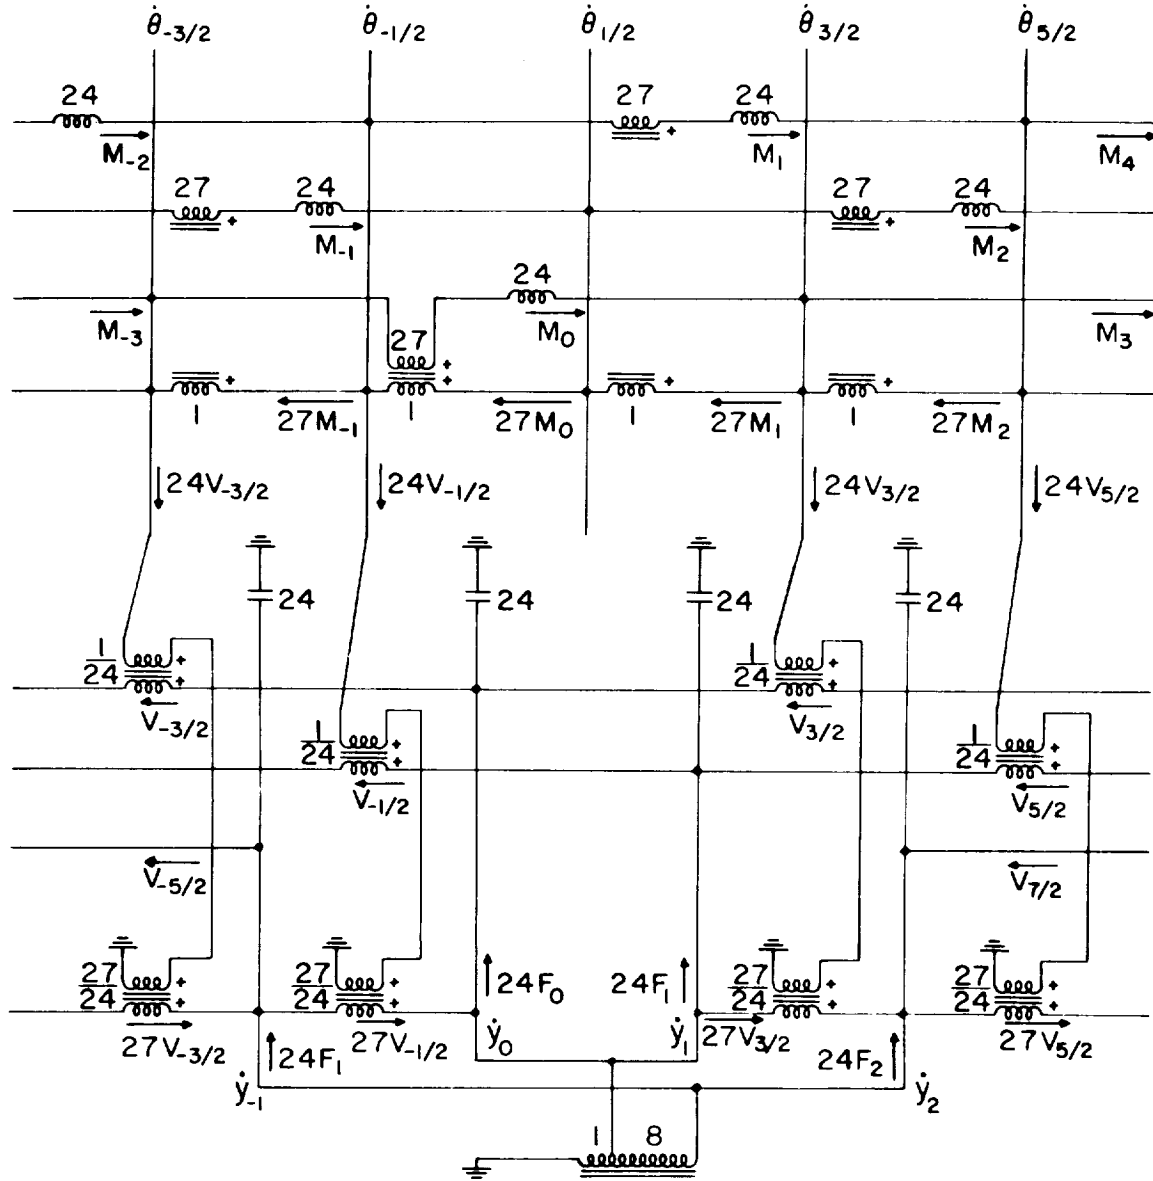 θ̇₋₃/₂ θ̇₋₁/₂ θ̇₁/₂ θ̇₃/₂ θ̇₅/₂
24 27 24
+
M₋₂ M₁ M₄
27 24 27 24
+ +
M₋₁ M₂
24
M₋₃ M₀ M₃
27
+ + + + +
1 27M₋₁ 1 27M₀ 1 27M₁ 1 27M₂
24V₋₃/₂ 24V₋₁/₂ 24V₃/₂ 24V₅/₂
24 24 24 24
1/24 + + 1/24 + +
V₋₃/₂ V₃/₂
1/24 + + 1/24 + +
V₋₁/₂ V₅/₂
V₋₅/₂ V₇/₂
27/24 + + 27/24 + + 24F₀ 24F₁ 27/24 + + 27/24 + +
27V₋₃/₂ 27V₋₁/₂ ẏ₀ ẏ₁ 27V₃/₂ 27V₅/₂
24F₁ 24F₂
ẏ₋₁ ẏ₂
1 8